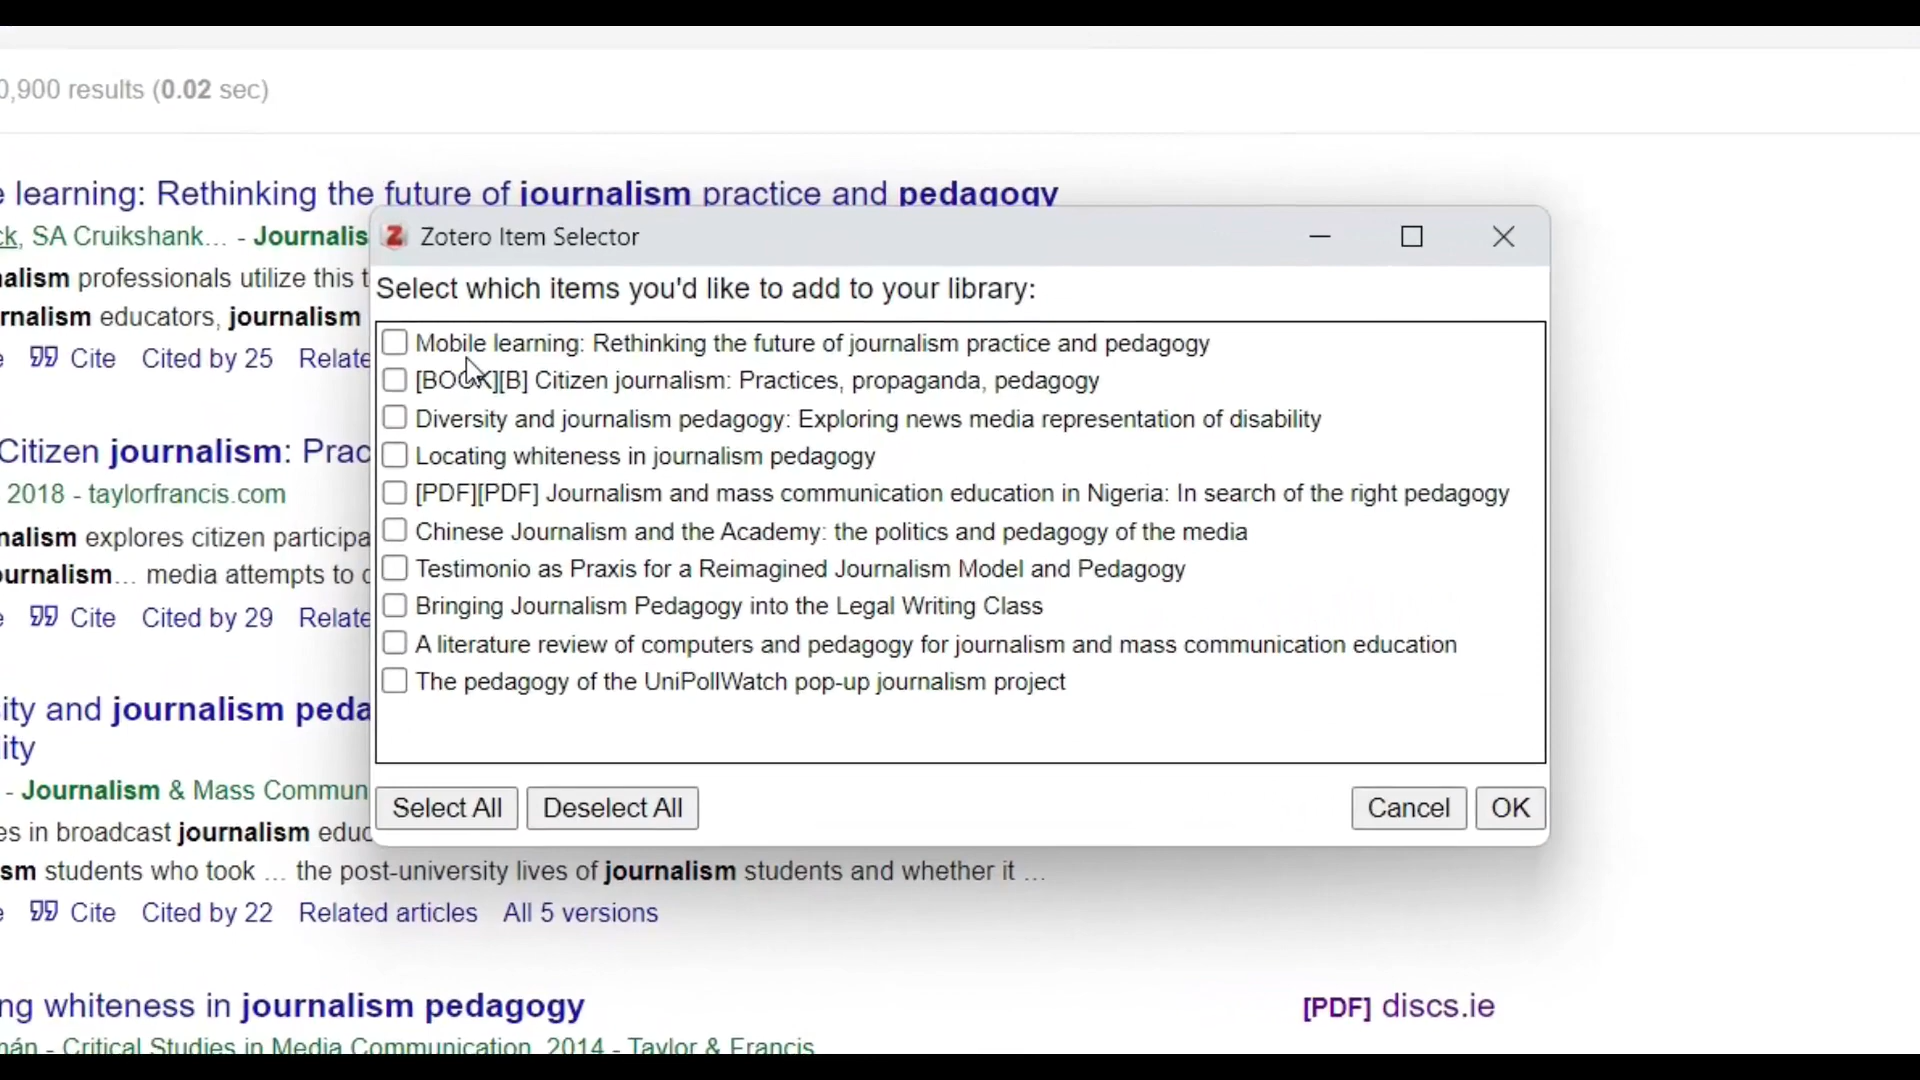 0,900 results (0.02 sec)
e learning: Rethinking the future of journalism practice and pedagogy
ck, SA Cruikshank… - Journalis
nalism professionals utilize this t
rnalism educators, journalism
e Cite Cited by 25 Relate
Citizen journalism: Prac
2018 - taylorfrancis.com
nalism explores citizen participa
ournalism… media attempts to d
e Cite Cited by 29 Relate
ity and journalism peda
lity
- Journalism & Mass Commun
es in broadcast journalism educ
sm students who took … the post-university lives of journalism students and whether it …
e Cite Cited by 22 Related articles All 5 versions
ng whiteness in journalism pedagogy
[PDF] discs.ie
mán - Critical Studies in Media Communication, 2014 - Taylor & Francis
Zotero Item Selector
Select which items you'd like to add to your library:
Mobile learning: Rethinking the future of journalism practice and pedagogy
[BOOK][B] Citizen journalism: Practices, propaganda, pedagogy
Diversity and journalism pedagogy: Exploring news media representation of disability
Locating whiteness in journalism pedagogy
[PDF][PDF] Journalism and mass communication education in Nigeria: In search of the right pedagogy
Chinese Journalism and the Academy: the politics and pedagogy of the media
Testimonio as Praxis for a Reimagined Journalism Model and Pedagogy
Bringing Journalism Pedagogy into the Legal Writing Class
A literature review of computers and pedagogy for journalism and mass communication education
The pedagogy of the UniPollWatch pop-up journalism project
Select All Deselect All Cancel OK